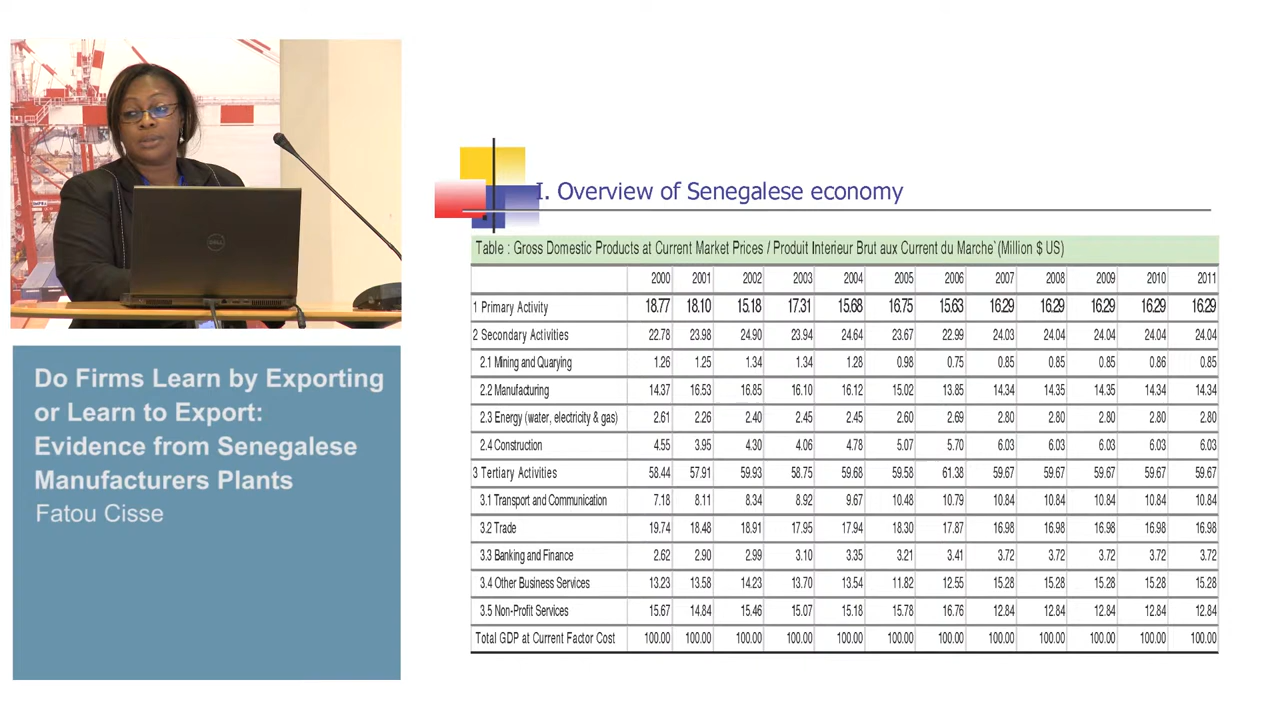 Do Firms Learn by Exporting
or Learn to Export:
Evidence from Senegalese
Manufacturers Plants
Fatou Cisse
I. Overview of Senegalese economy
Table : Gross Domestic Products at Current Market Prices / Produit Interieur Brut aux Current du Marche`(Million $ US)
2000 2001 2002 2003 2004 2005 2006 2007 2008 2009 2010 2011
1 Primary Activity 18.77 18.10 15.18 17.31 15.68 16.75 15.63 16.29 16.29 16.29 16.29 16.29
2 Secondary Activities 22.78 23.98 24.90 23.94 24.64 23.67 22.99 24.03 24.04 24.04 24.04 24.04
2.1 Mining and Quarying 1.26 1.25 1.34 1.34 1.28 0.98 0.75 0.85 0.85 0.85 0.86 0.85
2.2 Manufacturing 14.37 16.53 16.85 16.10 16.12 15.02 13.85 14.34 14.35 14.35 14.34 14.34
2.3 Energy (water, electricity & gas) 2.61 2.26 2.40 2.45 2.45 2.60 2.69 2.80 2.80 2.80 2.80 2.80
2.4 Construction 4.55 3.95 4.30 4.06 4.78 5.07 5.70 6.03 6.03 6.03 6.03 6.03
3 Tertiary Activities 58.44 57.91 59.93 58.75 59.68 59.58 61.38 59.67 59.67 59.67 59.67 59.67
3.1 Transport and Communication 7.18 8.11 8.34 8.92 9.67 10.48 10.79 10.84 10.84 10.84 10.84 10.84
3.2 Trade 19.74 18.48 18.91 17.95 17.94 18.30 17.87 16.98 16.98 16.98 16.98 16.98
3.3 Banking and Finance 2.62 2.90 2.99 3.10 3.35 3.21 3.41 3.72 3.72 3.72 3.72 3.72
3.4 Other Business Services 13.23 13.58 14.23 13.70 13.54 11.82 12.55 15.28 15.28 15.28 15.28 15.28
3.5 Non-Profit Services 15.67 14.84 15.46 15.07 15.18 15.78 16.76 12.84 12.84 12.84 12.84 12.84
Total GDP at Current Factor Cost 100.00 100.00 100.00 100.00 100.00 100.00 100.00 100.00 100.00 100.00 100.00 100.00
DELL